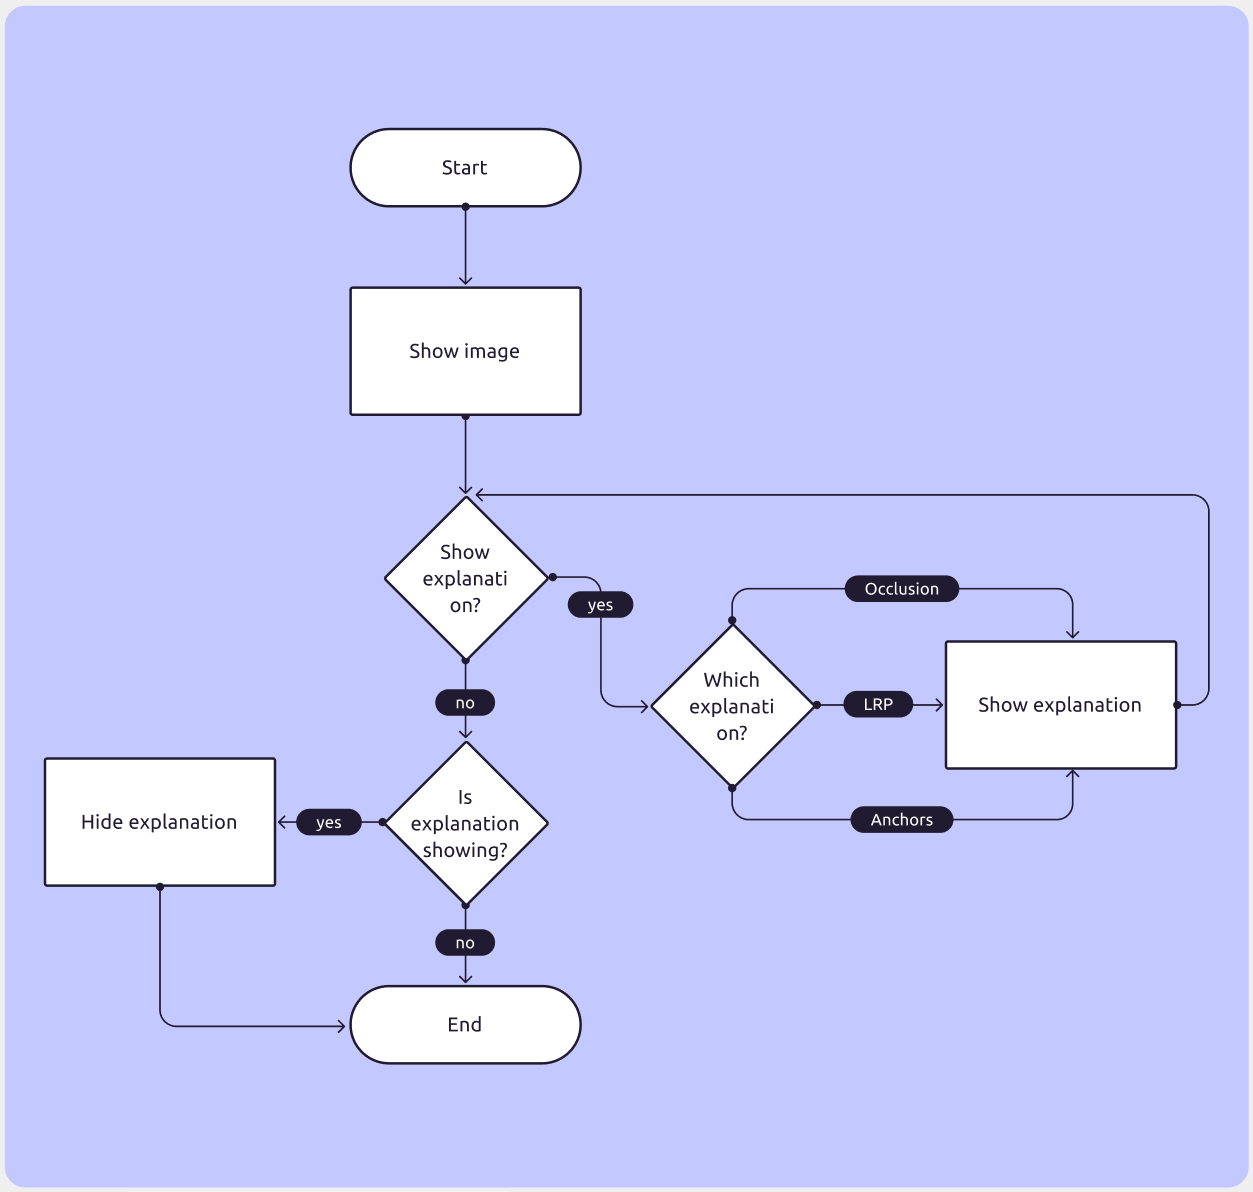 Start
Show image
Show
explanati
on?
yes
Occlusion
Which
explanati
on?
LRP
Show explanation
Anchors
no
Is
explanation
showing?
yes
Hide explanation
no
End